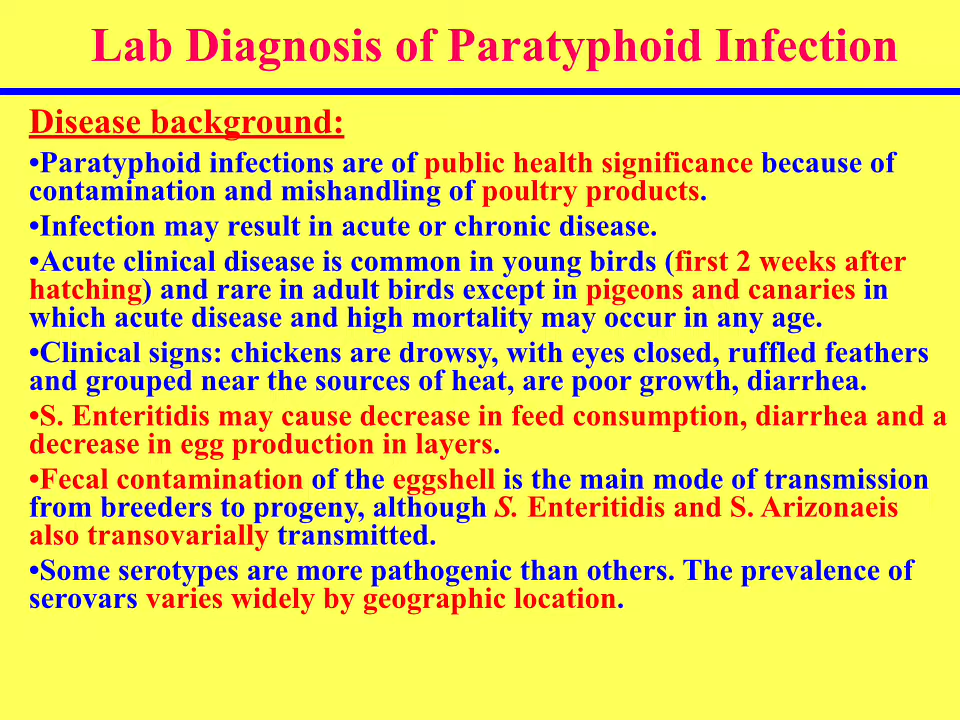 Lab Diagnosis of Paratyphoid Infection
Disease background:
•Paratyphoid infections are of public health significance because of
contamination and mishandling of poultry products.
•Infection may result in acute or chronic disease.
•Acute clinical disease is common in young birds (first 2 weeks after
hatching) and rare in adult birds except in pigeons and canaries in
which acute disease and high mortality may occur in any age.
•Clinical signs: chickens are drowsy, with eyes closed, ruffled feathers
and grouped near the sources of heat, are poor growth, diarrhea.
•S. Enteritidis may cause decrease in feed consumption, diarrhea and a
decrease in egg production in layers.
•Fecal contamination of the eggshell is the main mode of transmission
from breeders to progeny, although S. Enteritidis and S. Arizonaeis
also transovarially transmitted.
•Some serotypes are more pathogenic than others. The prevalence of
serovars varies widely by geographic location.